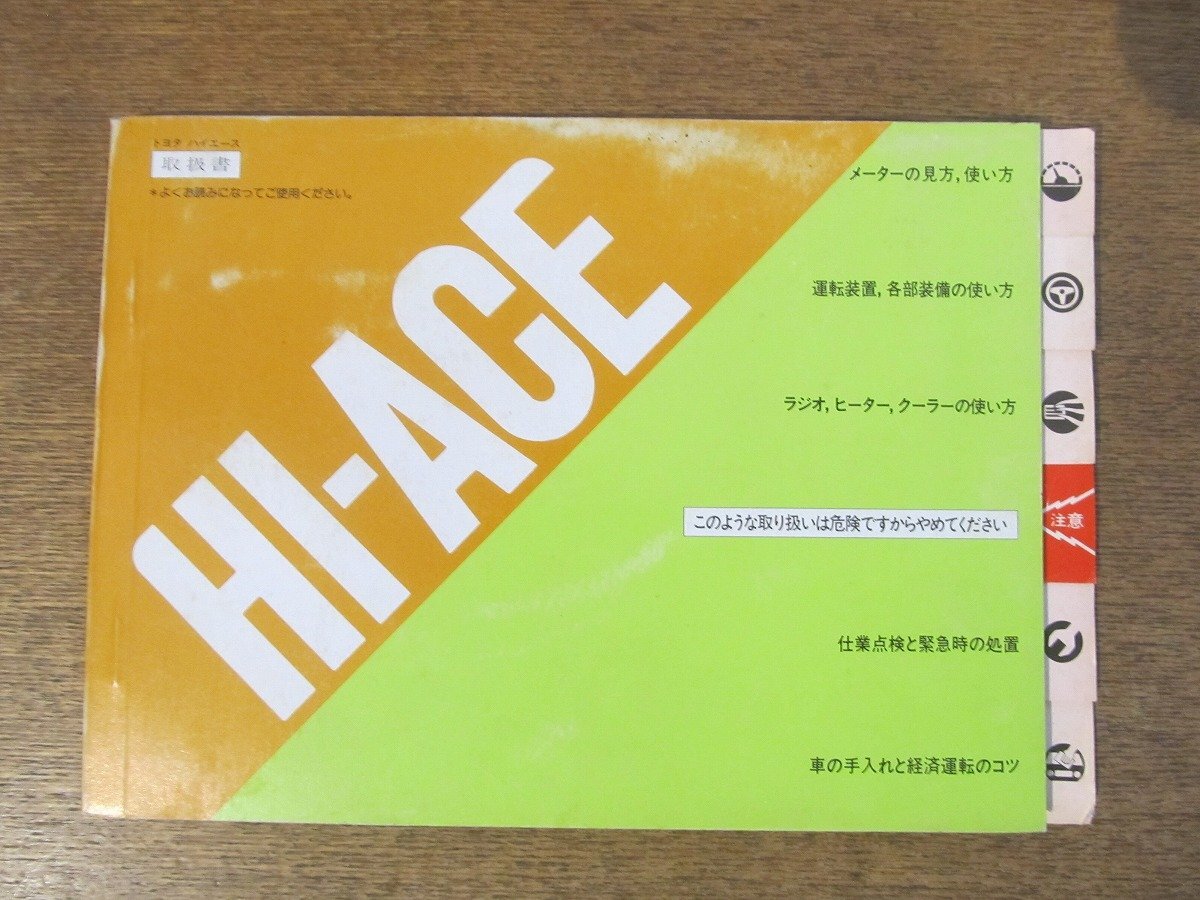 トヨタ ハイエース
取扱書
*よくお読みになってご使用ください。
HI-ACE
メーターの見方,使い方
運転装置,各部装備の使い方
ラジオ,ヒーター,クーラーの使い方
このような取り扱いは危険ですからやめてください
注意
仕業点検と緊急時の処置
車の手入れと経済運転のコツ